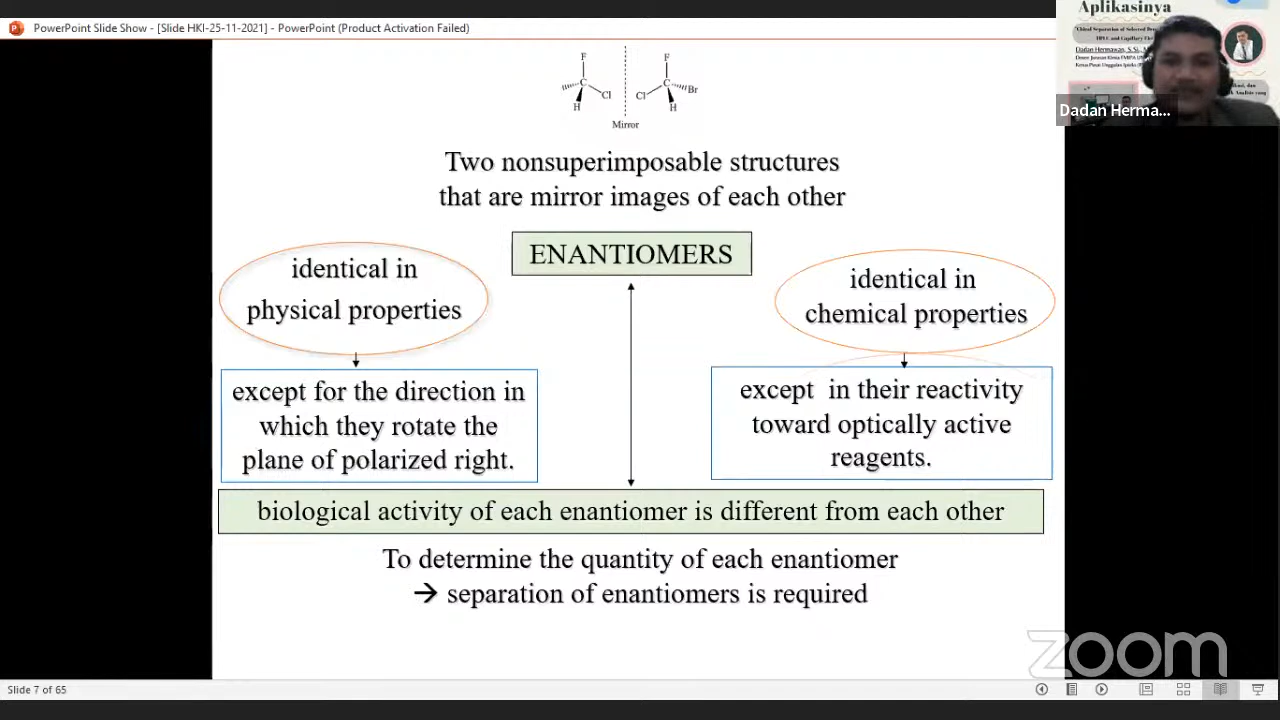 PowerPoint Slide Show - [Slide HKI-25-11-2021] - PowerPoint (Product Activation Failed)
Aplikasinya
Dadan Hermawan, S.Si.,
Dadan Herma...
F
F
C
Cl
H
Cl
C
Br
H
Mirror
Two nonsuperimposable structures
that are mirror images of each other
ENANTIOMERS
identical in
physical properties
identical in
chemical properties
except for the direction in
which they rotate the
plane of polarized right.
except in their reactivity
toward optically active
reagents.
biological activity of each enantiomer is different from each other
To determine the quantity of each enantiomer
→ separation of enantiomers is required
zoom
Slide 7 of 65